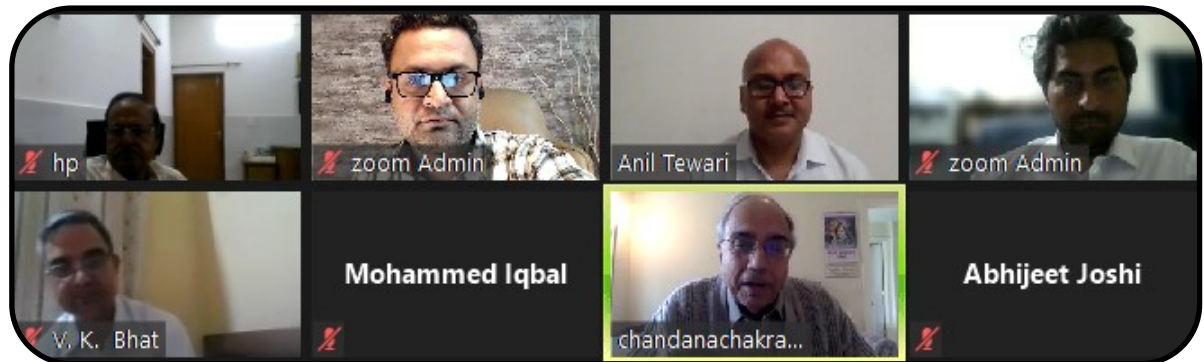 hp
zoom Admin
Anil Tewari
zoom Admin
V. K. Bhat
Mohammed Iqbal
chandanachakra...
Abhijeet Joshi